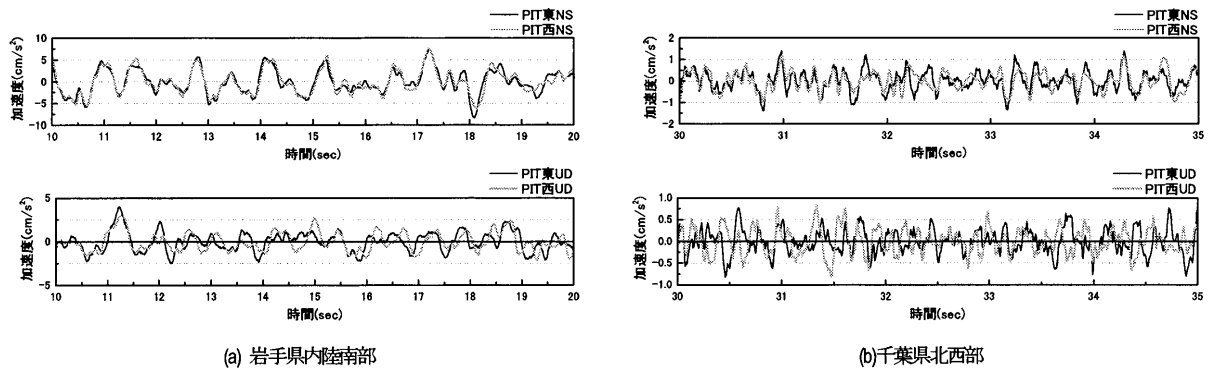 PIT東NS
PIT西NS
加速度(cm/s²)
10
5
0
-5
-10
10 11 12 13 14 15 16 17 18 19 20
時間(sec)
PIT東UD
PIT西UD
加速度(cm/s²)
5
0
-5
10 11 12 13 14 15 16 17 18 19 20
時間(sec)
(a) 岩手県内陸南部
PIT東NS
PIT西NS
加速度(cm/s²)
2
1
0
-1
-2
30 31 32 33 34 35
時間(sec)
PIT東UD
PIT西UD
加速度(cm/s²)
1.0
0.5
0.0
-0.5
-1.0
30 31 32 33 34 35
時間(sec)
(b)千葉県北西部